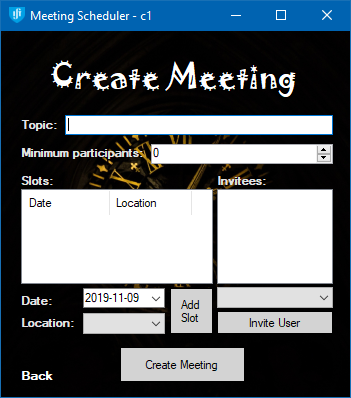 Meeting Scheduler - c1
Create Meeting
Topic:
Minimum participants: 0
Slots: Invitees:
Date Location
Date: 2019-11-09 Add Slot
Location: Invite User
Create Meeting
Back